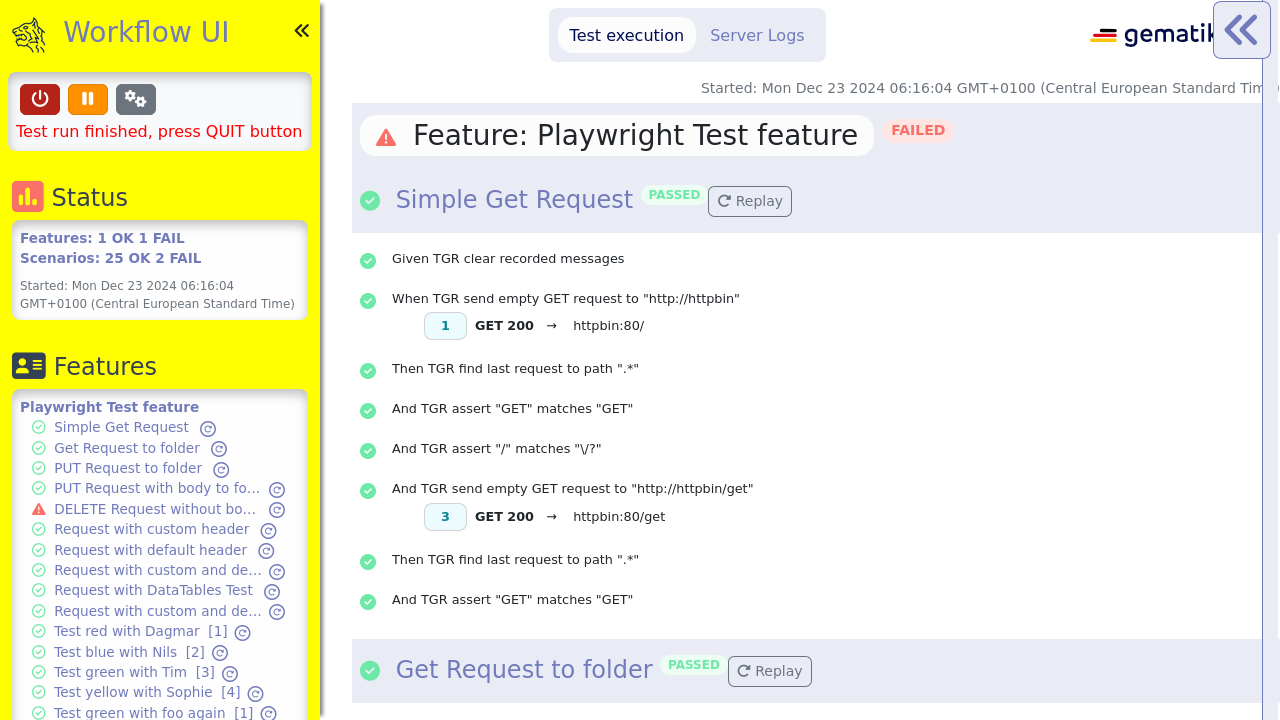 Workflow UI
Test run finished, press QUIT button
Status
Features: 1 OK 1 FAIL
Scenarios: 25 OK 2 FAIL
Started: Mon Dec 23 2024 06:16:04
GMT+0100 (Central European Standard Time)
Features
Playwright Test feature
Simple Get Request
Get Request to folder
PUT Request to folder
PUT Request with body to fo...
DELETE Request without bo...
Request with custom header
Request with default header
Request with custom and de...
Request with DataTables Test
Request with custom and de...
Test red with Dagmar [1]
Test blue with Nils [2]
Test green with Tim [3]
Test yellow with Sophie [4]
Test green with foo again [1]
Test execution Server Logs
gematik
Started: Mon Dec 23 2024 06:16:04 GMT+0100 (Central European Standard Tim
Feature: Playwright Test feature FAILED
Simple Get Request PASSED Replay
Given TGR clear recorded messages
When TGR send empty GET request to "http://httpbin"
1 GET 200 → httpbin:80/
Then TGR find last request to path ".*"
And TGR assert "GET" matches "GET"
And TGR assert "/" matches "\/?"
And TGR send empty GET request to "http://httpbin/get"
3 GET 200 → httpbin:80/get
Then TGR find last request to path ".*"
And TGR assert "GET" matches "GET"
Get Request to folder PASSED Replay